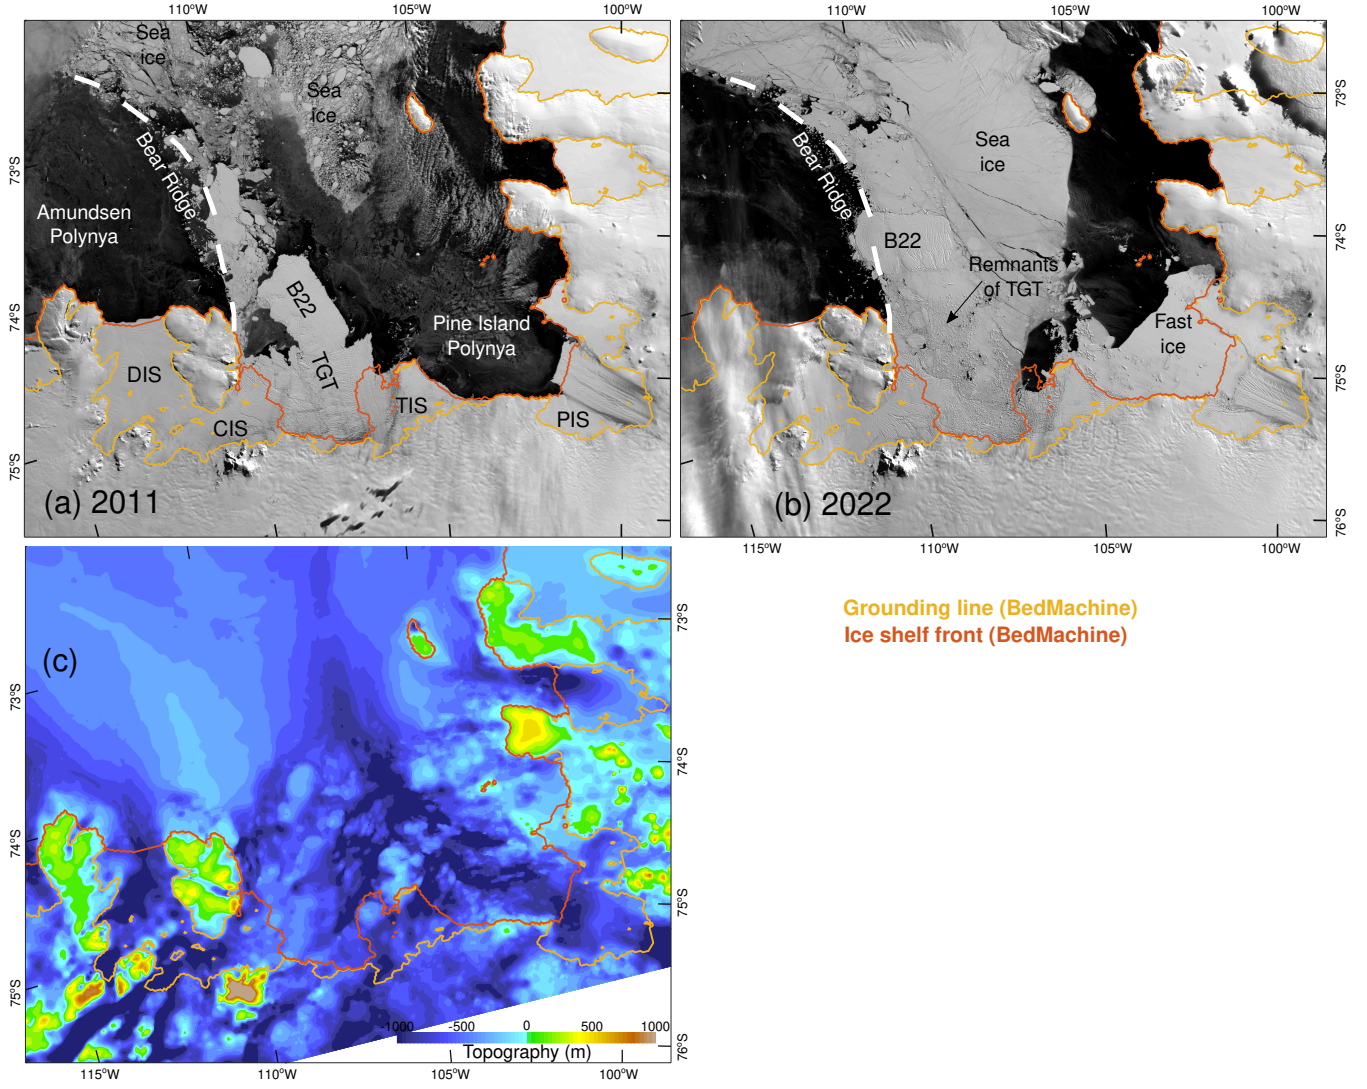 110°W
105°W
100°W
110°W
105°W
100°W
Sea
ice
Sea
ice
Bear Ridge
Amundsen
Polynya
B22
TGT
Pine Island
Polynya
DIS
CIS
TIS
PIS
(a) 2011
73°S
74°S
75°S
Bear Ridge
Sea
ice
B22
Remnants
of TGT
Fast
ice
(b) 2022
73°S
74°S
75°S
76°S
115°W
110°W
105°W
100°W
(c)
73°S
74°S
75°S
73°S
74°S
75°S
76°S
-1000
-500
0
500
1000
Topography (m)
115°W
110°W
105°W
100°W
Grounding line (BedMachine)
Ice shelf front (BedMachine)